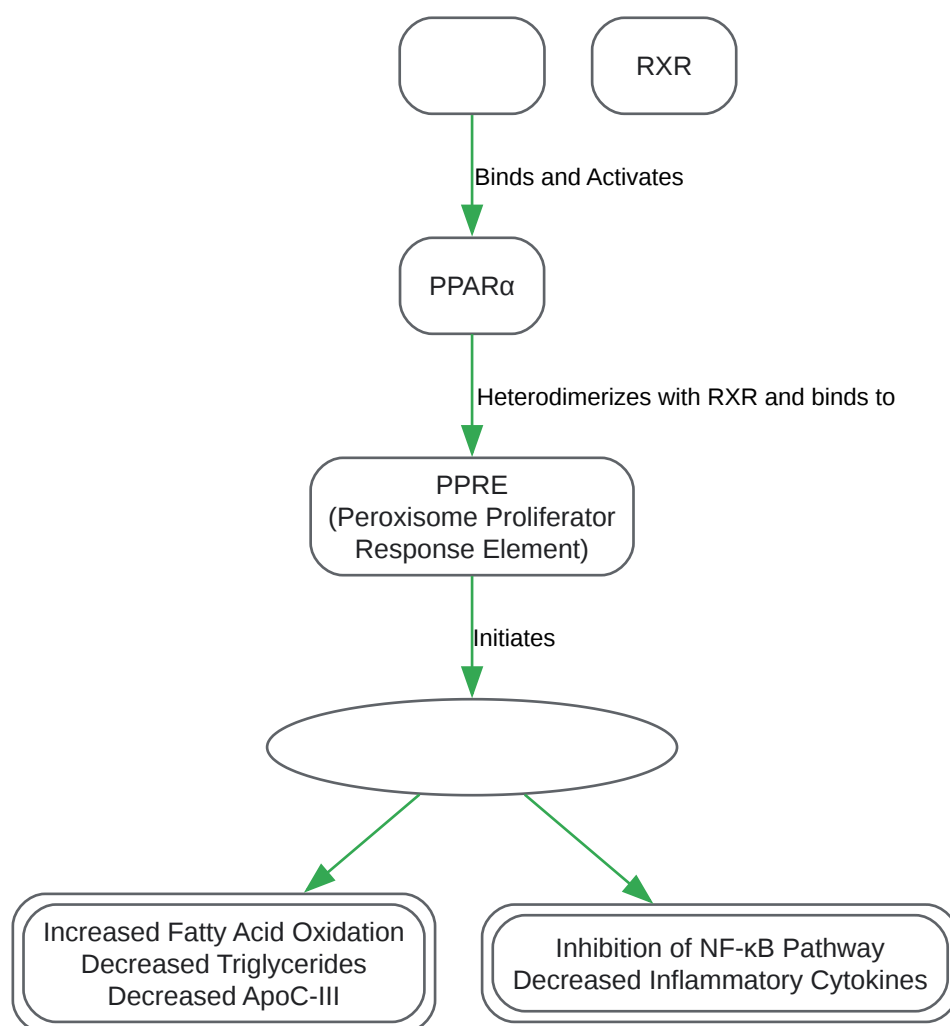 RXR
Binds and Activates
PPARα
Heterodimerizes with RXR and binds to
PPRE
(Peroxisome Proliferator
Response Element)
Initiates
Increased Fatty Acid Oxidation
Decreased Triglycerides
Decreased ApoC-III
Inhibition of NF-κB Pathway
Decreased Inflammatory Cytokines